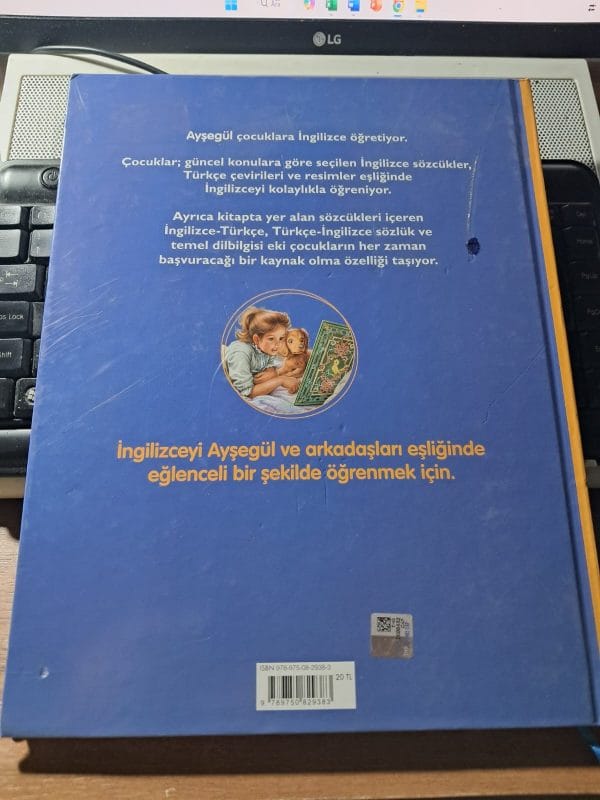 LG
Ayşegül çocuklara İngilizce öğretiyor.
Çocuklar; güncel konulara göre seçilen İngilizce sözcükler,
Türkçe çevirileri ve resimler eşliğinde
İngilizceyi kolaylıkla öğreniyor.
Ayrıca kitapta yer alan sözcükleri içeren
İngilizce-Türkçe, Türkçe-İngilizce sözlük ve
temel dilbilgisi eki çocukların her zaman
başvuracağı bir kaynak olma özelliği taşıyor.
İngilizceyi Ayşegül ve arkadaşları eşliğinde
eğlenceli bir şekilde öğrenmek için.
ISBN 978-975-08-2938-3
20 TL
9 789750 829383
Shift
Home